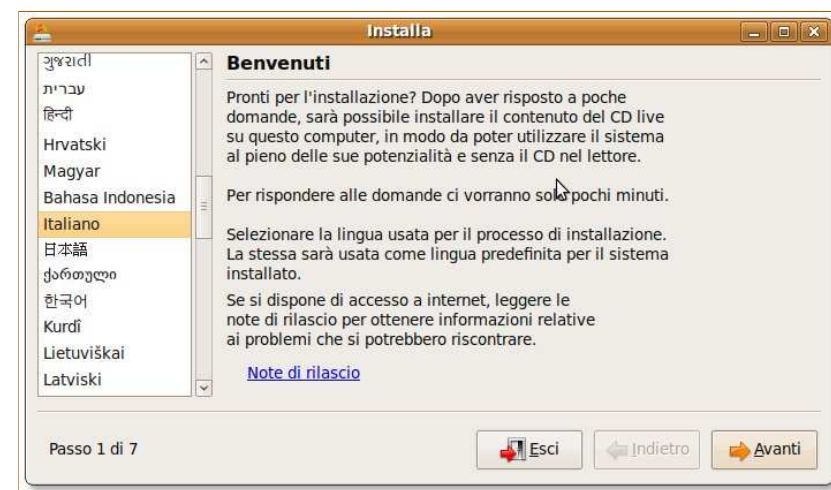 Installa
ગુજરાતી
עברית
हिन्दी
Hrvatski
Magyar
Bahasa Indonesia
Italiano
日本語
ქართული
한국어
Kurdî
Lietuviškai
Latviski
Benvenuti
Pronti per l'installazione? Dopo aver risposto a poche
domande, sarà possibile installare il contenuto del CD live
su questo computer, in modo da poter utilizzare il sistema
al pieno delle sue potenzialità e senza il CD nel lettore.
Per rispondere alle domande ci vorranno solo pochi minuti.
Selezionare la lingua usata per il processo di installazione.
La stessa sarà usata come lingua predefinita per il sistema
installato.
Se si dispone di accesso a internet, leggere le
note di rilascio per ottenere informazioni relative
ai problemi che si potrebbero riscontrare.
Note di rilascio
Passo 1 di 7
Esci
Indietro
Avanti